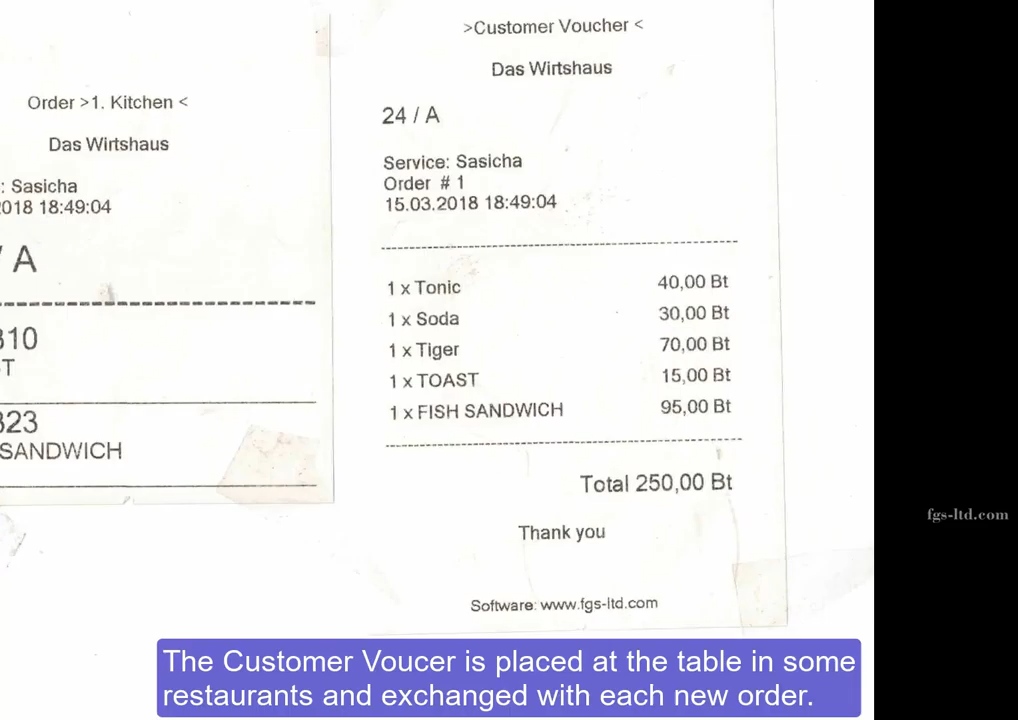 Order >1. Kitchen <
Das Wirtshaus
: Sasicha
2018 18:49:04
/ A
310
T
323
SANDWICH
>Customer Voucher <
Das Wirtshaus
24 / A
Service: Sasicha
Order # 1
15.03.2018 18:49:04
1 x Tonic 40,00 Bt
1 x Soda 30,00 Bt
1 x Tiger 70,00 Bt
1 x TOAST 15,00 Bt
1 x FISH SANDWICH 95,00 Bt
Total 250,00 Bt
Thank you
Software: www.fgs-ltd.com
fgs-ltd.com
The Customer Voucer is placed at the table in some
restaurants and exchanged with each new order.